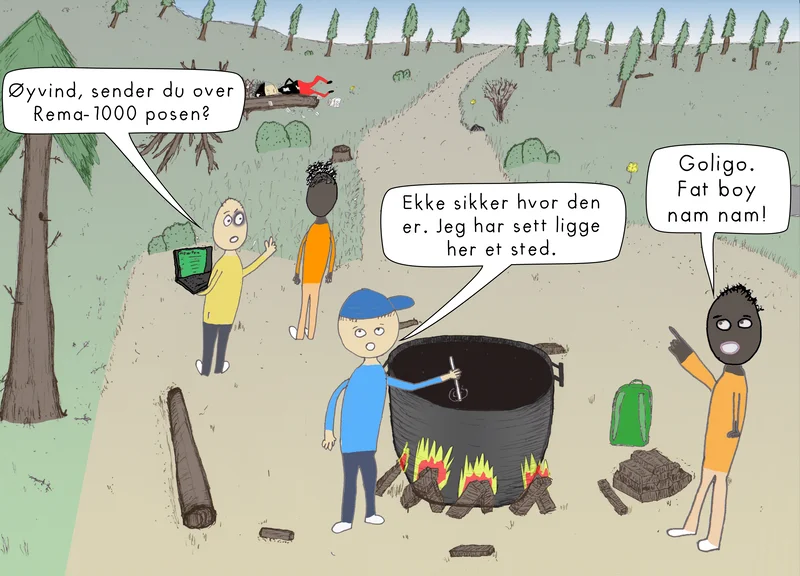 Øyvind, sender du over
Rema-1000 posen?
Ekke sikker hvor den
er. Jeg har sett ligge
her et sted.
Goligo.
Fat boy
nam nam!